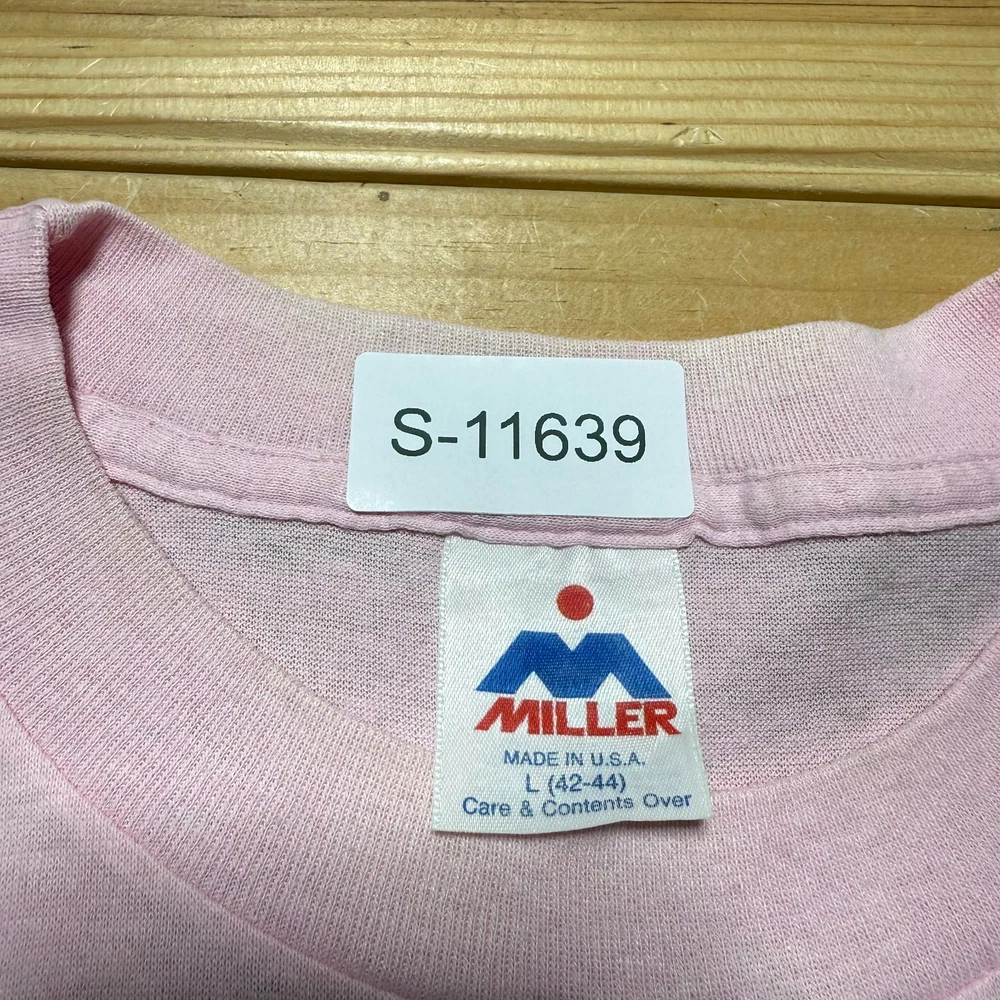 S-11639
MILLER
MADE IN U.S.A.
L (42-44)
Care & Contents Over